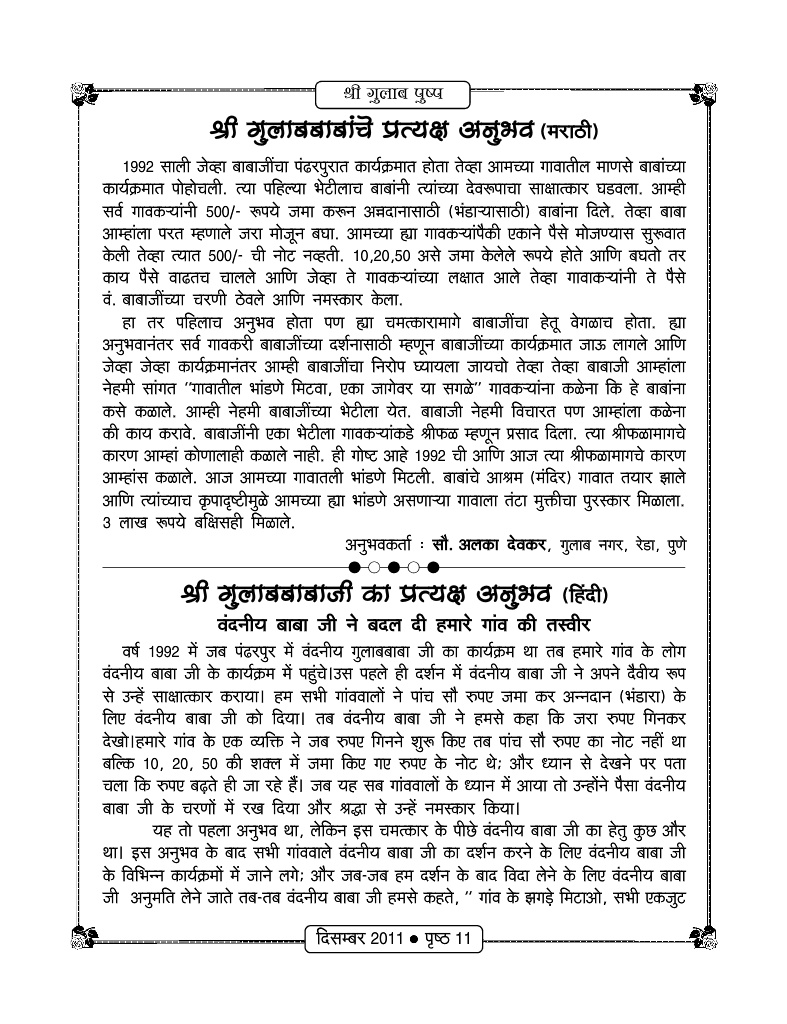 श्री गुलाब पुष्प
श्री गुलाबबाबांचे प्रत्यक्ष अनुभव (मराठी)
1992 साली जेव्हा बाबाजींचा पंढरपुरात कार्यक्रमात होता तेव्हा आमच्या गावातील माणसे बाबांच्या
कार्यक्रमात पोहोचली. त्या पहिल्या भेटीलाच बाबांनी त्यांच्या देवरूपाचा साक्षात्कार घडवला. आम्ही
सर्व गावकऱ्यांनी 500/- रूपये जमा करून अन्नदानासाठी (भंडाऱ्यासाठी) बाबांना दिले. तेव्हा बाबा
आम्हांला परत म्हणाले जरा मोजून बघा. आमच्या ह्या गावकऱ्यांपैकी एकाने पैसे मोजण्यास सुरूवात
केली तेव्हा त्यात 500/- ची नोट नव्हती. 10,20,50 असे जमा केलेले रूपये होते आणि बघतो तर
काय पैसे वाढतच चालले आणि जेव्हा ते गावकऱ्यांच्या लक्षात आले तेव्हा गावाकऱ्यांनी ते पैसे
वं. बाबाजींच्या चरणी ठेवले आणि नमस्कार केला.
हा तर पहिलाच अनुभव होता पण ह्या चमत्कारामागे बाबाजींचा हेतू वेगळाच होता. ह्या
अनुभवानंतर सर्व गावकरी बाबाजींच्या दर्शनासाठी म्हणून बाबाजींच्या कार्यक्रमात जाऊ लागले आणि
जेव्हा जेव्हा कार्यक्रमानंतर आम्ही बाबाजींचा निरोप घ्यायला जायचो तेव्हा तेव्हा बाबाजी आम्हांला
नेहमी सांगत ''गावातील भांडणे मिटवा, एका जागेवर या सगळे'' गावकऱ्यांना कळेना कि हे बाबांना
कसे कळाले. आम्ही नेहमी बाबाजींच्या भेटीला येत. बाबाजी नेहमी विचारत पण आम्हांला कळेना
की काय करावे. बाबाजींनी एका भेटीला गावकऱ्यांकडे श्रीफळ म्हणून प्रसाद दिला. त्या श्रीफळामागचे
कारण आम्हां कोणालाही कळाले नाही. ही गोष्ट आहे 1992 ची आणि आज त्या श्रीफळामागचे कारण
आम्हांस कळाले. आज आमच्या गावातली भांडणे मिटली. बाबांचे आश्रम (मंदिर) गावात तयार झाले
आणि त्यांच्याच कृपादृष्टीमुळे आमच्या ह्या भांडणे असणाऱ्या गावाला तंटा मुक्तीचा पुरस्कार मिळाला.
3 लाख रूपये बक्षिसही मिळाले.
अनुभवकर्ता : सौ. अलका देवकर, गुलाब नगर, रेडा, पुणे
श्री गुलाबबाबाजी का प्रत्यक्ष अनुभव (हिंदी)
वंदनीय बाबा जी ने बदल दी हमारे गांव की तस्वीर
वर्ष 1992 में जब पंढरपुर में वंदनीय गुलाबबाबा जी का कार्यक्रम था तब हमारे गांव के लोग
वंदनीय बाबा जी के कार्यक्रम में पहुंचे।उस पहले ही दर्शन में वंदनीय बाबा जी ने अपने दैवीय रूप
से उन्हें साक्षात्कार कराया। हम सभी गांववालों ने पांच सौ रुपए जमा कर अन्नदान (भंडारा) के
लिए वंदनीय बाबा जी को दिया। तब वंदनीय बाबा जी ने हमसे कहा कि जरा रुपए गिनकर
देखो।हमारे गांव के एक व्यक्ति ने जब रुपए गिनने शुरू किए तब पांच सौ रुपए का नोट नहीं था
बल्कि 10, 20, 50 की शक्ल में जमा किए गए रुपए के नोट थे; और ध्यान से देखने पर पता
चला कि रुपए बढ़ते ही जा रहे हैं। जब यह सब गांववालों के ध्यान में आया तो उन्होंने पैसा वंदनीय
बाबा जी के चरणों में रख दिया और श्रद्धा से उन्हें नमस्कार किया।
यह तो पहला अनुभव था, लेकिन इस चमत्कार के पीछे वंदनीय बाबा जी का हेतु कुछ और
था। इस अनुभव के बाद सभी गांववाले वंदनीय बाबा जी का दर्शन करने के लिए वंदनीय बाबा जी
के विभिन्न कार्यक्रमों में जाने लगे; और जब-जब हम दर्शन के बाद विदा लेने के लिए वंदनीय बाबा
जी अनुमति लेने जाते तब-तब वंदनीय बाबा जी हमसे कहते, '' गांव के झगड़े मिटाओ, सभी एकजुट
दिसम्बर 2011 ● पृष्ठ 11